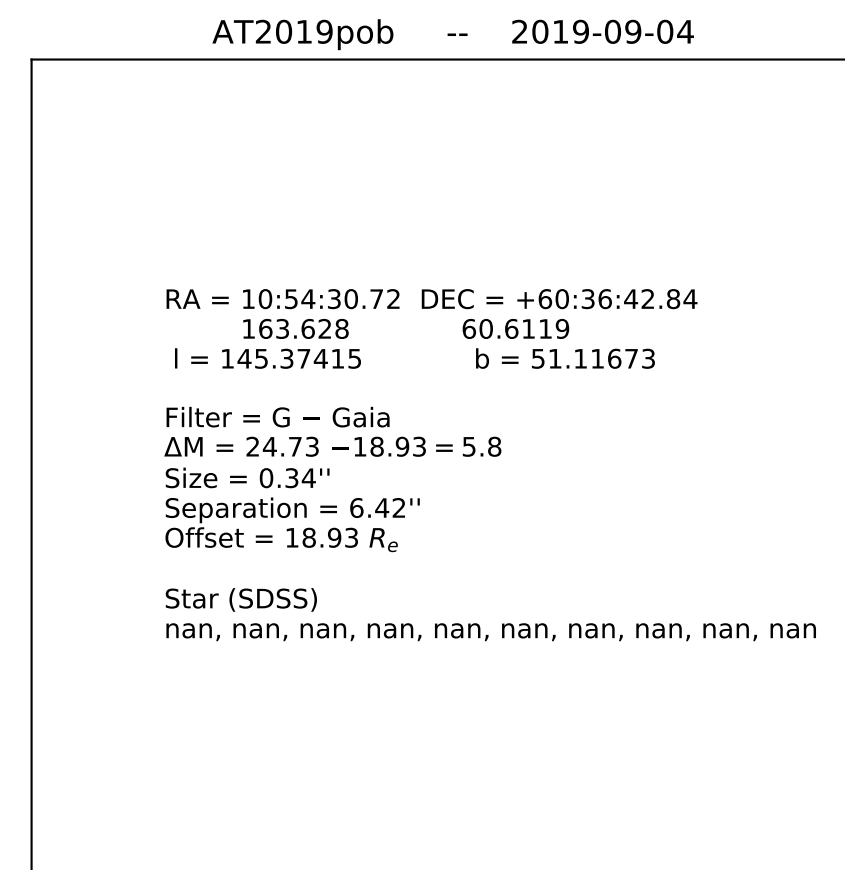 AT2019pob -- 2019-09-04
RA = 10:54:30.72 DEC = +60:36:42.84
163.628 60.6119
l = 145.37415 b = 51.11673
Filter = G − Gaia
ΔM = 24.73 −18.93 = 5.8
Size = 0.34''
Separation = 6.42''
Offset = 18.93 Rₑ
Star (SDSS)
nan, nan, nan, nan, nan, nan, nan, nan, nan, nan